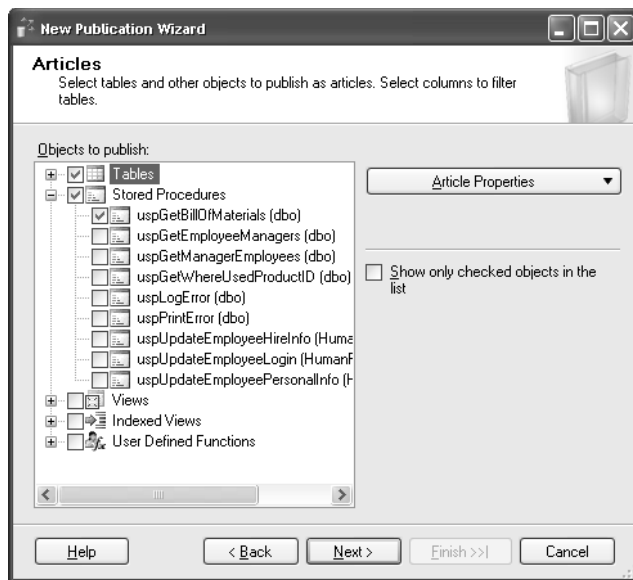 New Publication Wizard
Articles
Select tables and other objects to publish as articles. Select columns to filter
tables.
Objects to publish:
Tables
Stored Procedures
uspGetBillOfMaterials (dbo)
uspGetEmployeeManagers (dbo)
uspGetManagerEmployees (dbo)
uspGetWhereUsedProductID (dbo)
uspLogError (dbo)
uspPrintError (dbo)
uspUpdateEmployeeHireInfo (Huma
uspUpdateEmployeeLogin (HumanF
uspUpdateEmployeePersonalInfo (H
Views
Indexed Views
User Defined Functions
Article Properties
Show only checked objects in the
list
Help
< Back
Next >
Finish >>|
Cancel